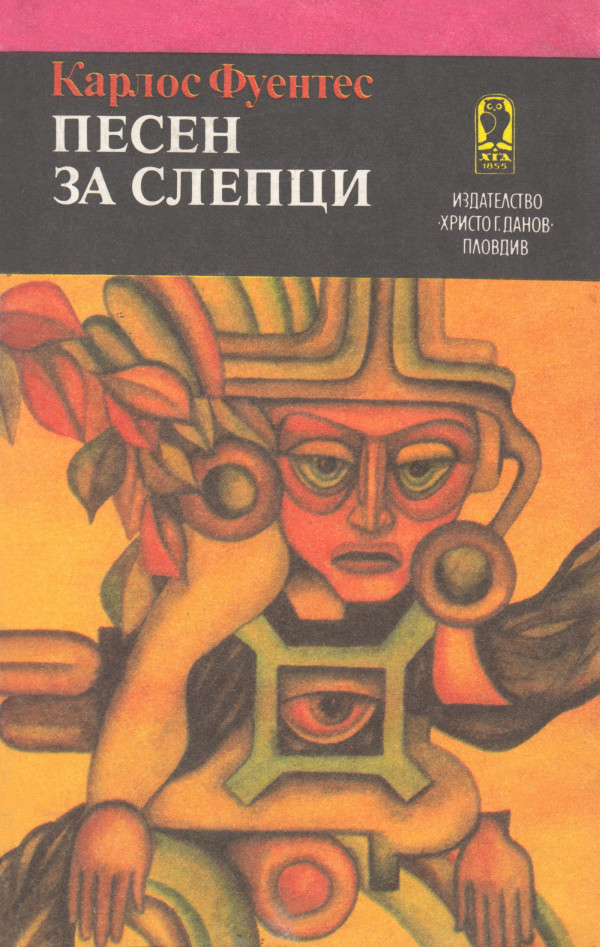 Карлос Фуентес
ПЕСЕН
ЗА СЛЕПЦИ
ХГД
1855
ИЗДАТЕЛСТВО
·ХРИСТО Г. ДАНОВ·
ПЛОВДИВ